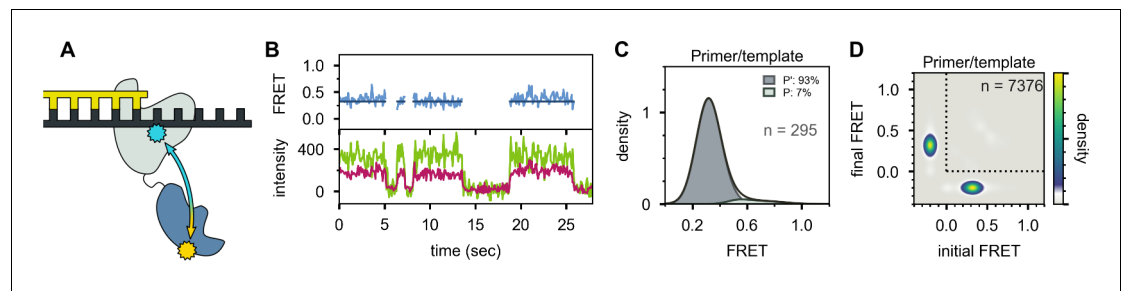 A
B
FRET
1.0
0.5
0.0
intensity
400
0
0
5
10
15
20
25
time (sec)
C
Primer/template
P': 93%
P: 7%
n = 295
density
1
0
0.2
0.6
1.0
FRET
D
Primer/template
n = 7376
final FRET
1.0
0.5
0.0
0.0
0.5
1.0
initial FRET
density